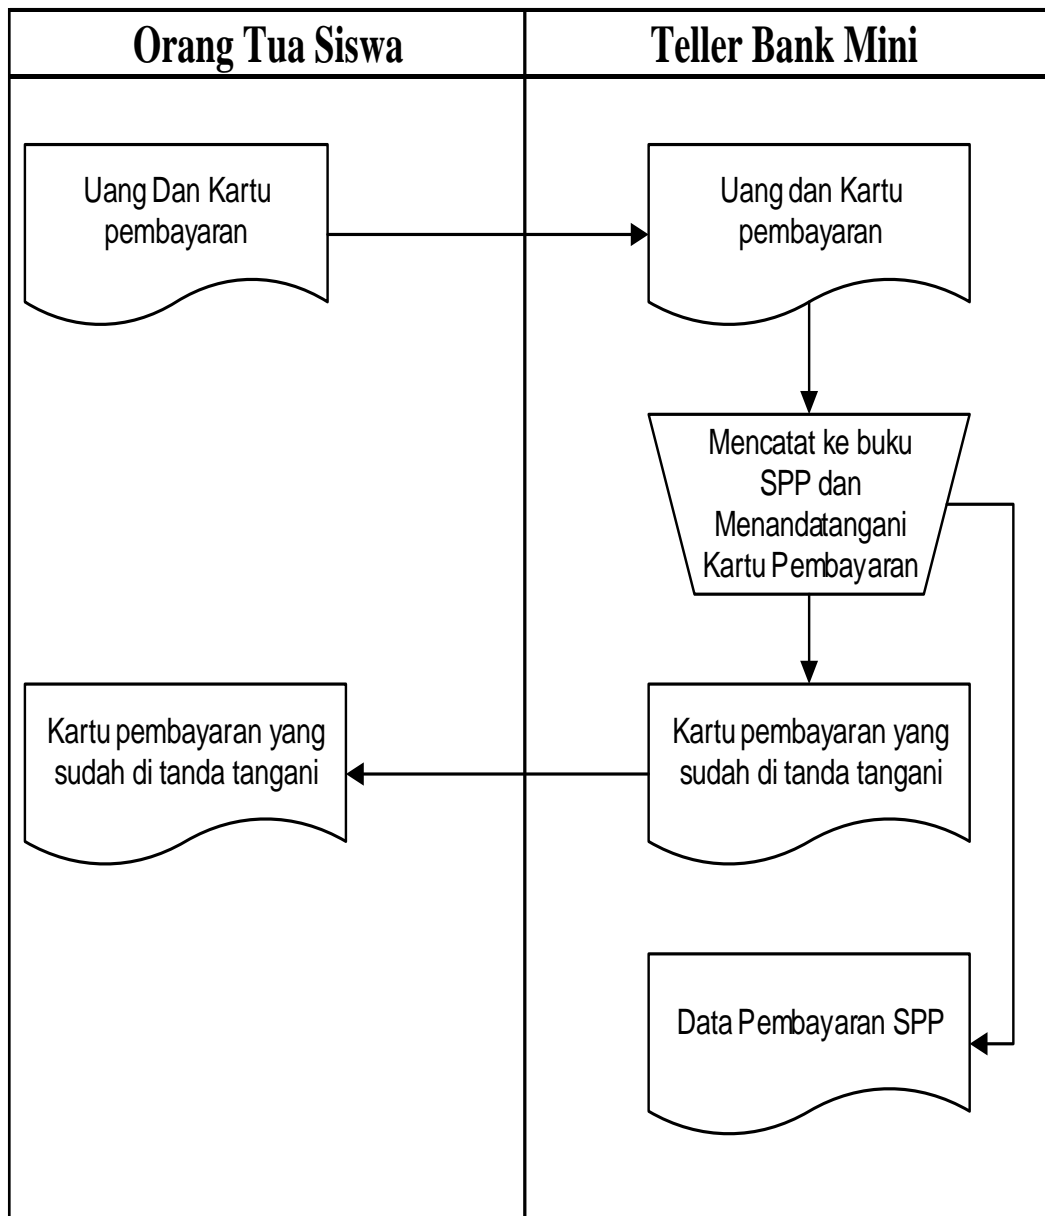 Orang Tua Siswa
Teller Bank Mini
Uang Dan Kartu
pembayaran
Uang dan Kartu
pembayaran
Mencatat ke buku
SPP dan
Menandatangani
Kartu Pembayaran
Kartu pembayaran yang
sudah di tanda tangani
Kartu pembayaran yang
sudah di tanda tangani
Data Pembayaran SPP